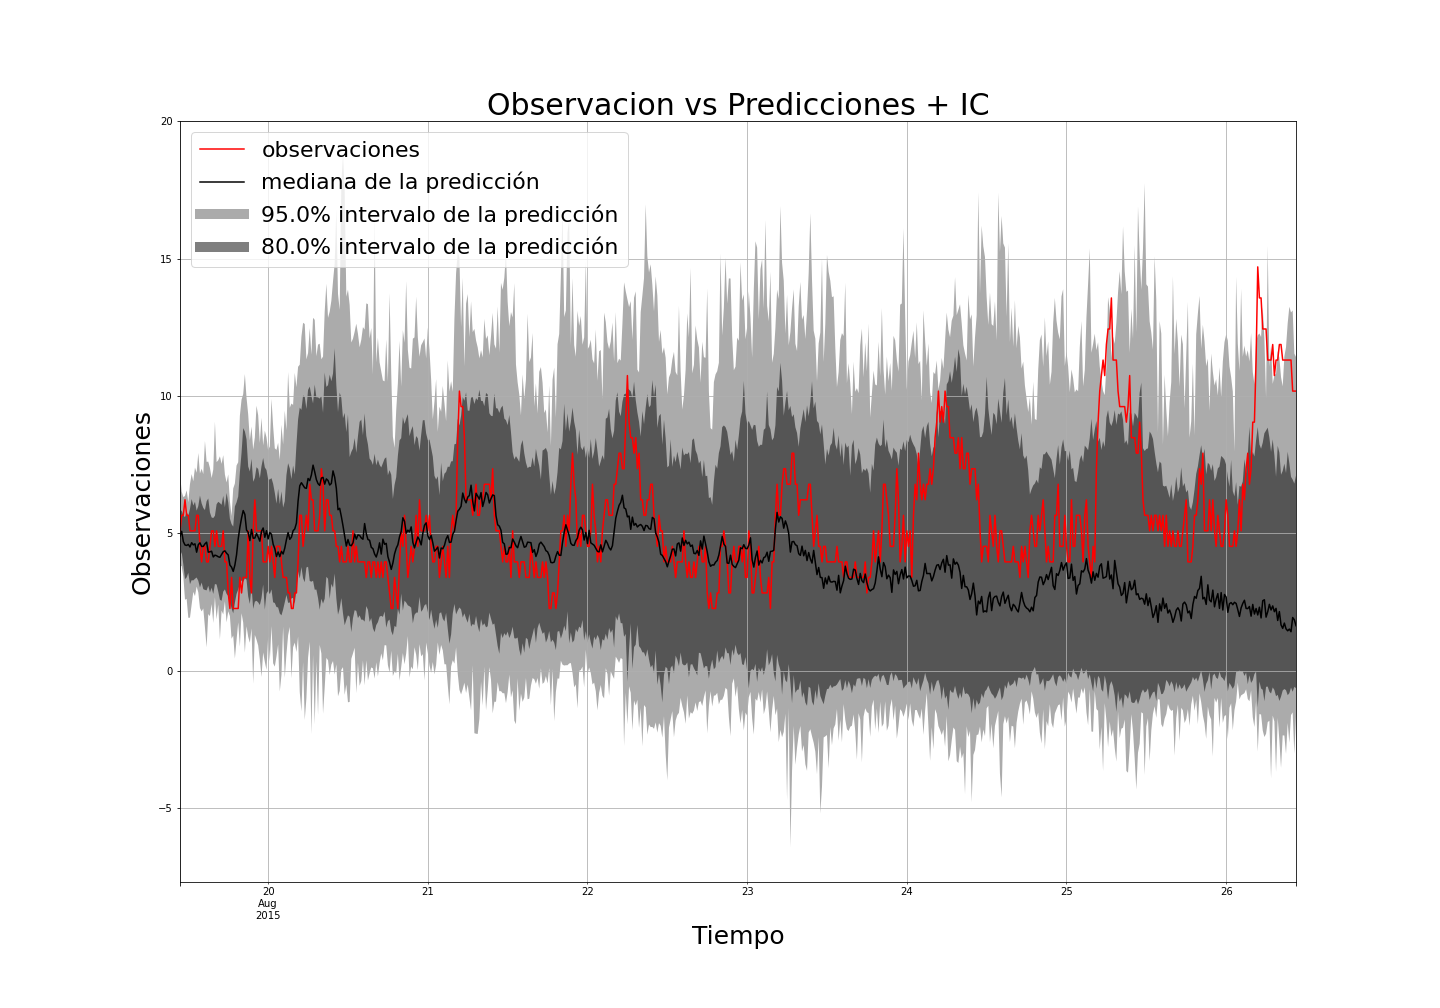 Observacion vs Predicciones + IC
observaciones
mediana de la predicción
95.0% intervalo de la predicción
80.0% intervalo de la predicción
Observaciones
20
15
10
5
0
−5
20
Aug
2015
21
22
23
24
25
26
Tiempo